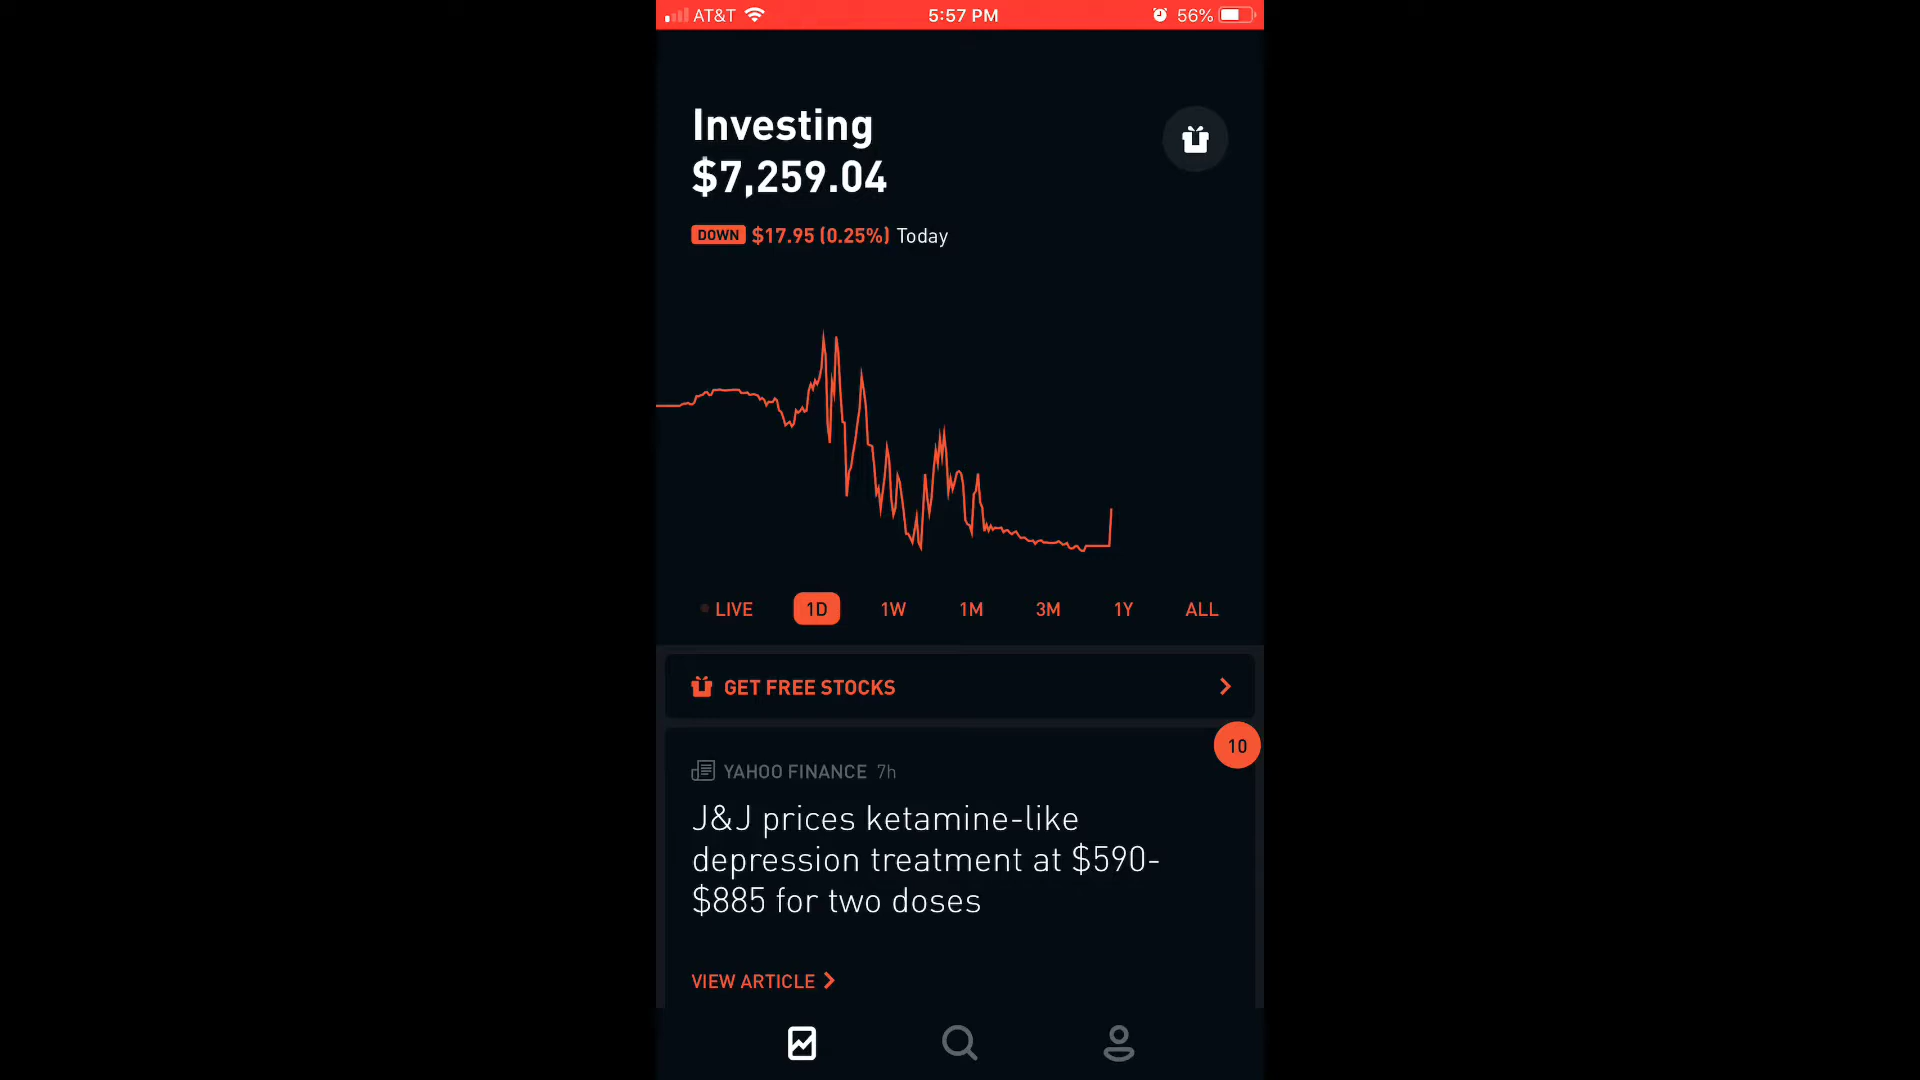 AT&T 5:57 PM 56%
Investing
$7,259.04
DOWN $17.95 (0.25%) Today
LIVE 1D 1W 1M 3M 1Y ALL
GET FREE STOCKS
10
YAHOO FINANCE 7h
J&J prices ketamine-like
depression treatment at $590-
$885 for two doses
VIEW ARTICLE